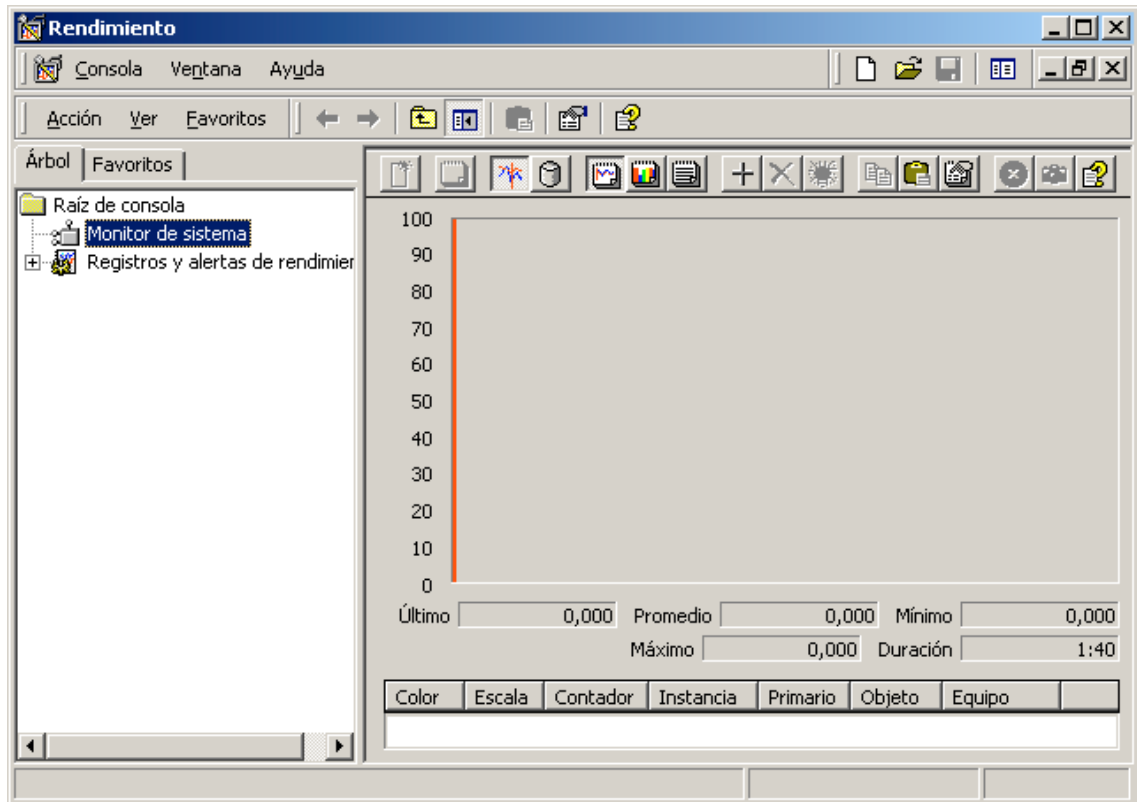 Rendimiento
Consola Ventana Ayuda
Acción Ver Favoritos
Árbol Favoritos
Raíz de consola
Monitor de sistema
Registros y alertas de rendimier
100
90
80
70
60
50
40
30
20
10
0
Último 0,000 Promedio 0,000 Mínimo 0,000
Máximo 0,000 Duración 1:40
Color Escala Contador Instancia Primario Objeto Equipo